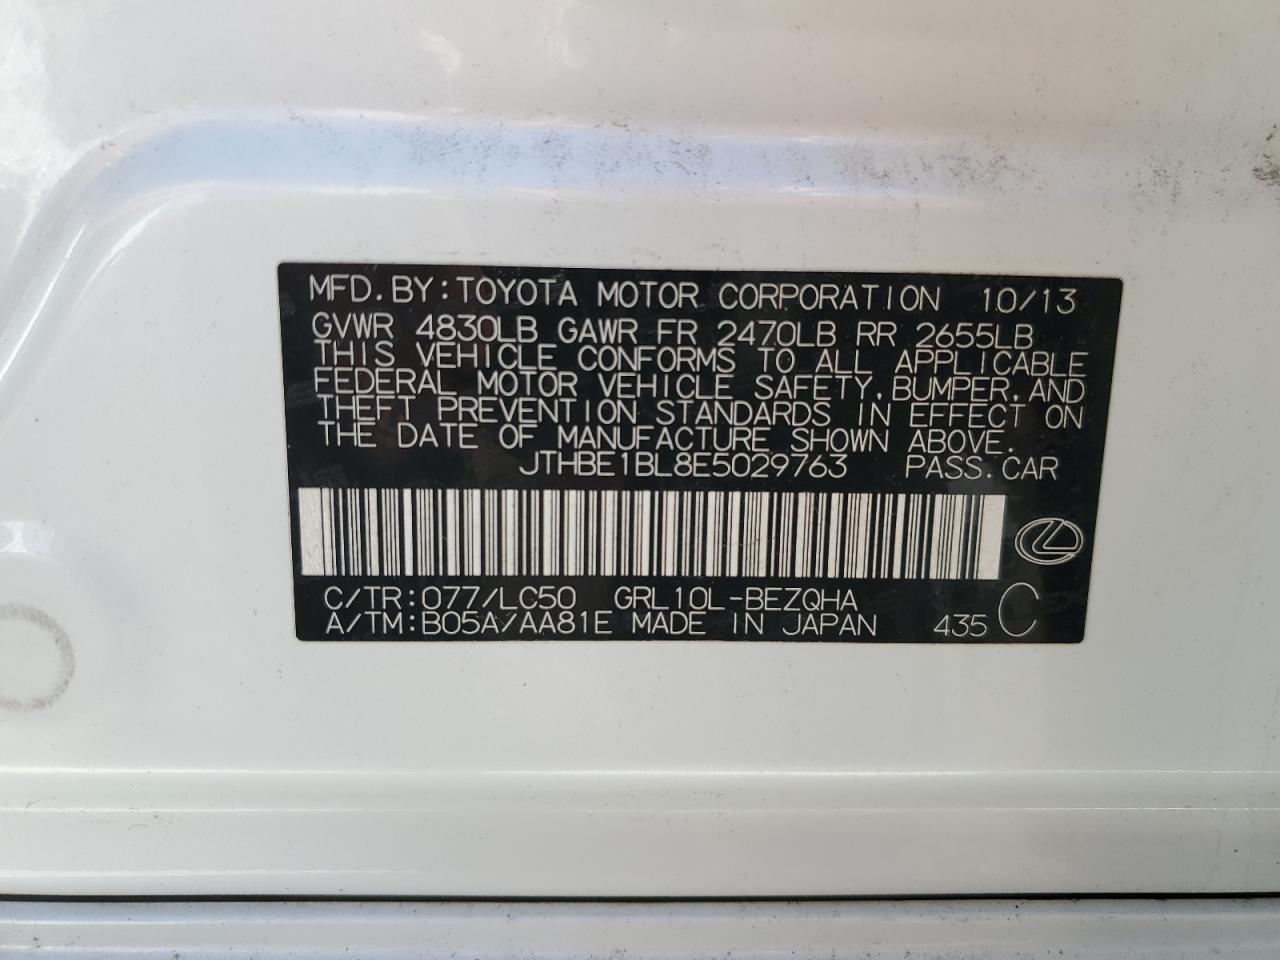 MFD. BY: TOYOTA MOTOR CORPORATION 10/13
GVWR 4830LB GAWR FR 2470LB RR 2655LB
THIS VEHICLE CONFORMS TO ALL APPLICABLE
FEDERAL MOTOR VEHICLE SAFETY, BUMPER, AND
THEFT PREVENTION STANDARDS IN EFFECT ON
THE DATE OF MANUFACTURE SHOWN ABOVE.
JTHBE1BL8E5029763 PASS. CAR
C/TR: 077/LC50 GRL10L-BEZQHA
A/TM: B05A/AA81E MADE IN JAPAN 435 C